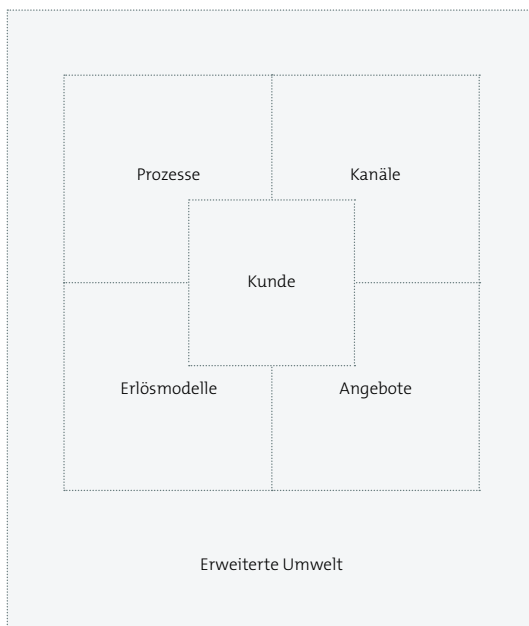 Prozesse
Kanäle
Kunde
Erlösmodelle
Angebote
Erweiterte Umwelt